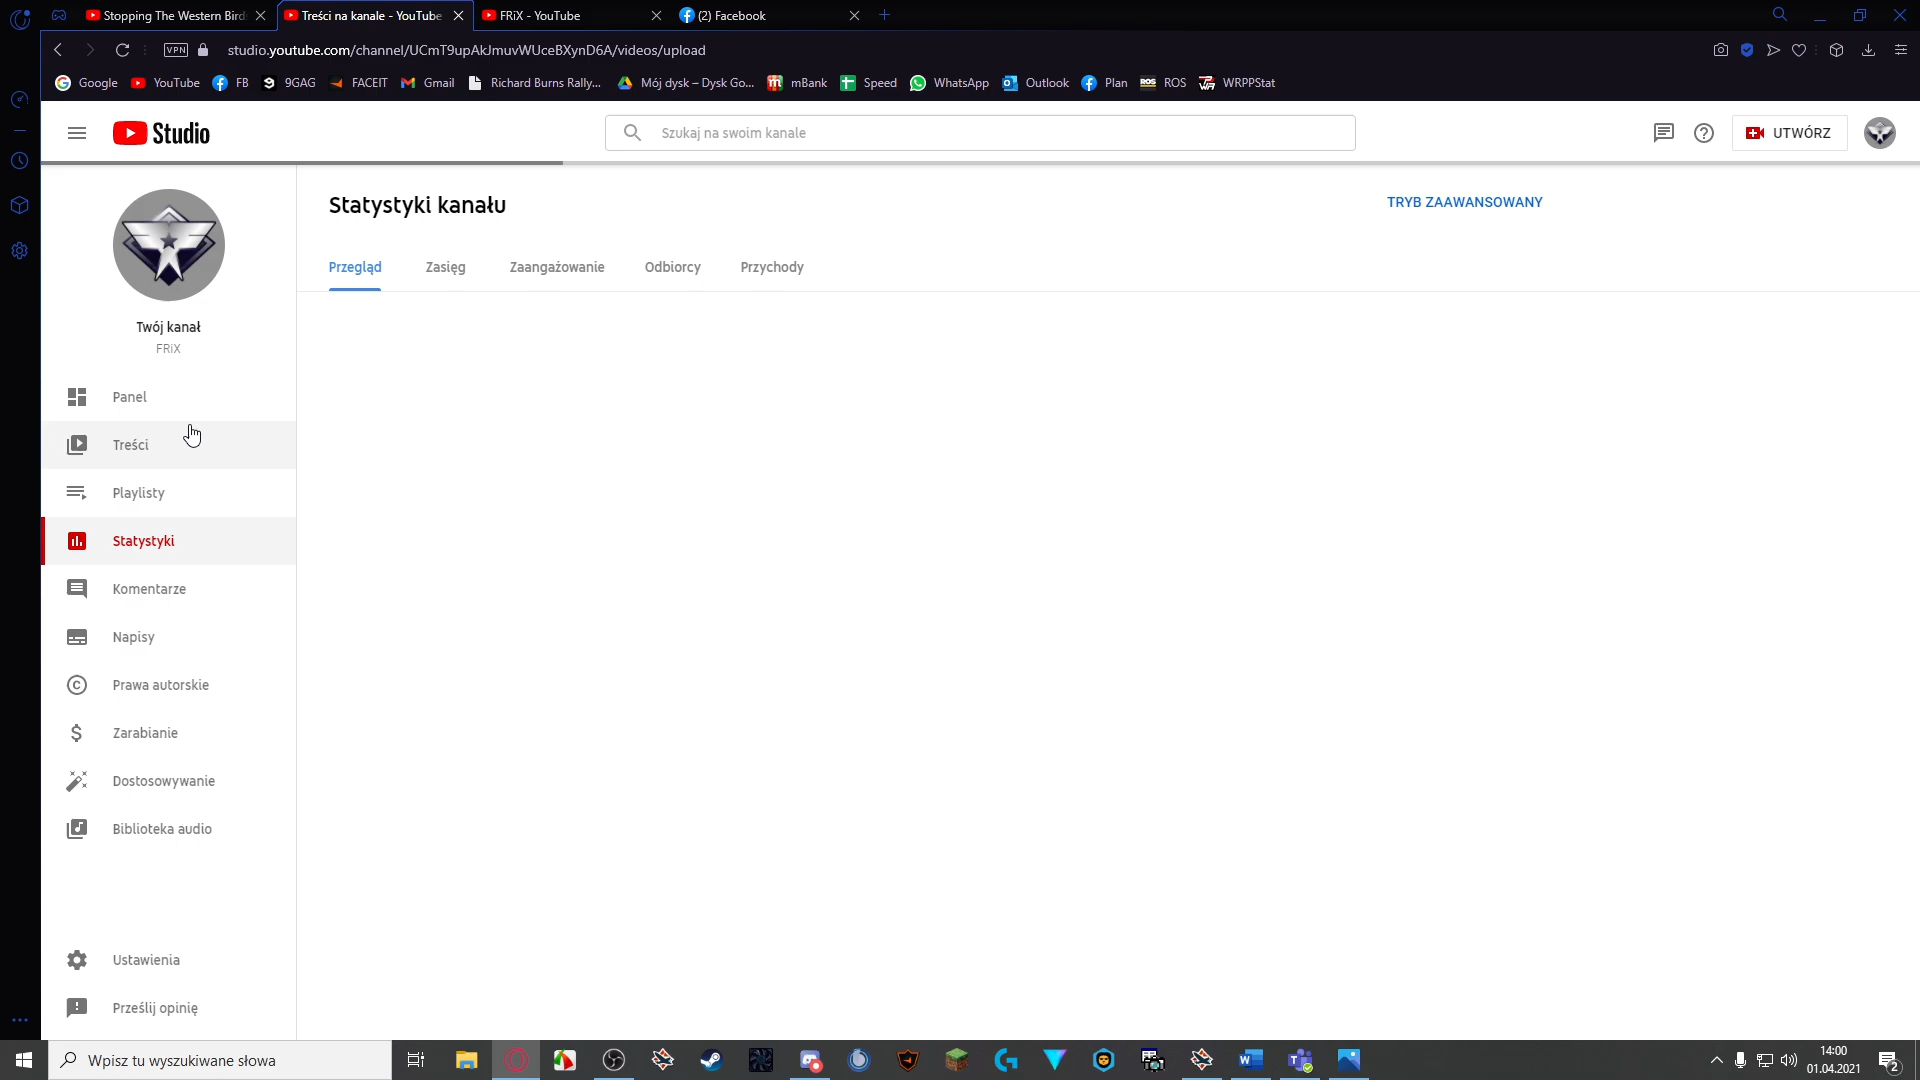 Stopping The Western Bird
Treści na kanale - YouTube
FRiX - YouTube
(2) Facebook
VPN
studio.youtube.com/channel/UCmT9upAkJmuvWUceBXynD6A/videos/upload
Google
YouTube
FB
9GAG
FACEIT
Gmail
Richard Burns Rally...
Mój dysk – Dysk Go...
mBank
Speed
WhatsApp
Outlook
Plan
ROS
WRPPStat
Studio
Szukaj na swoim kanale
UTWÓRZ
Statystyki kanału
TRYB ZAAWANSOWANY
Przegląd
Zasięg
Zaangażowanie
Odbiorcy
Przychody
Twój kanał
FRiX
Panel
Treści
Playlisty
Statystyki
Komentarze
Napisy
Prawa autorskie
Zarabianie
Dostosowywanie
Biblioteka audio
Ustawienia
Prześlij opinię
Wpisz tu wyszukiwane słowa
14:00
01.04.2021
2